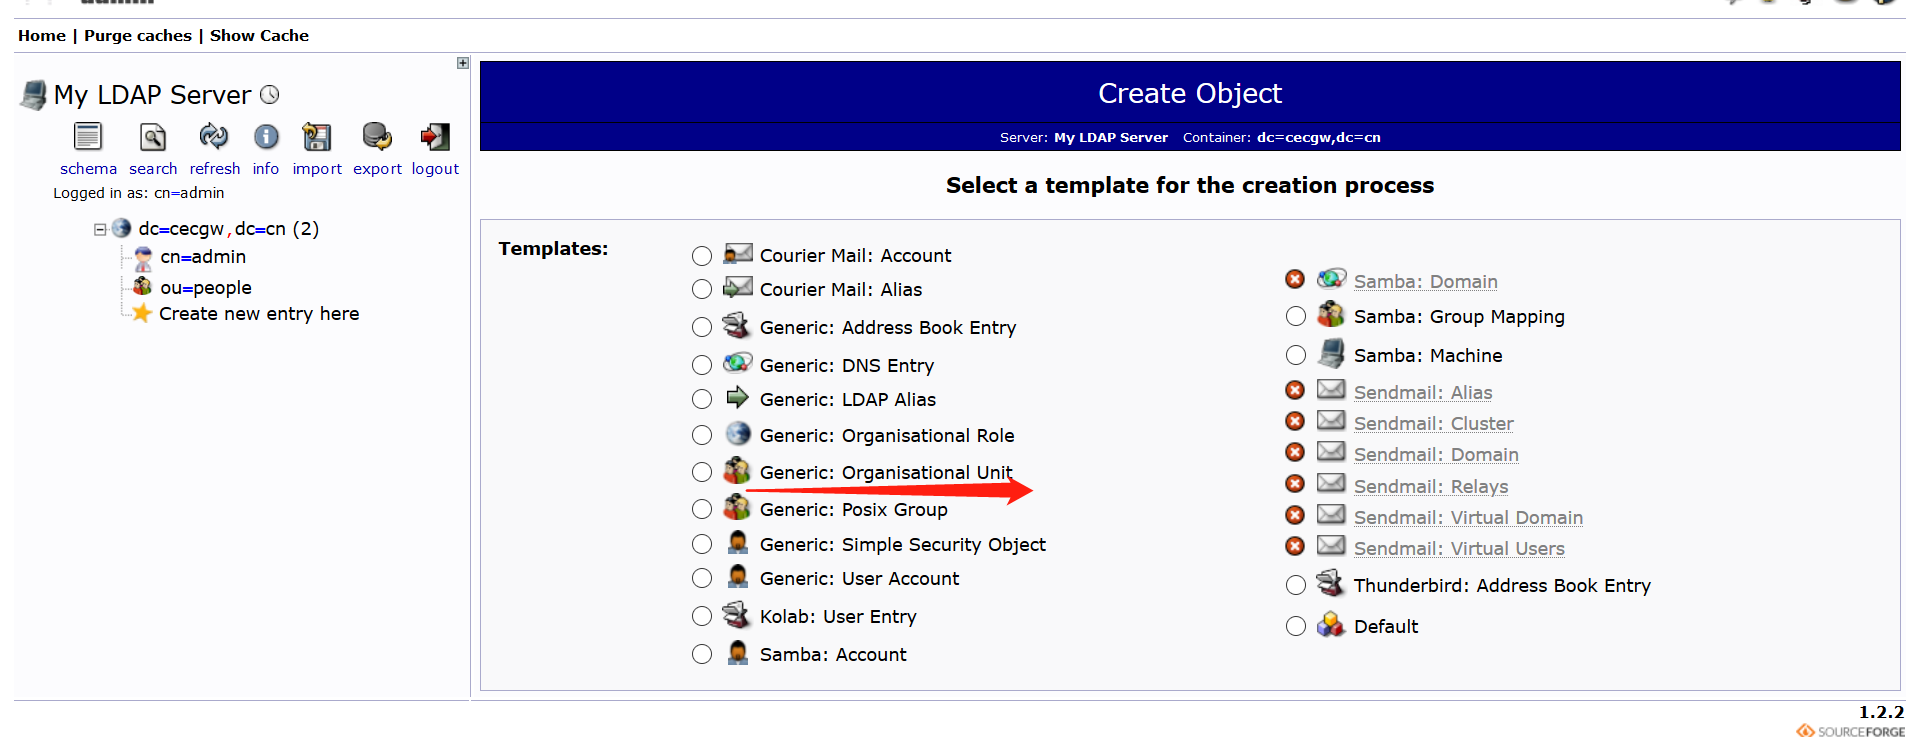 admin
Home | Purge caches | Show Cache
My LDAP Server
schema search refresh info import export logout
Logged in as: cn=admin
dc=cecgw,dc=cn (2)
cn=admin
ou=people
Create new entry here
Create Object
Server: My LDAP Server Container: dc=cecgw,dc=cn
Select a template for the creation process
Templates:
Courier Mail: Account
Courier Mail: Alias
Generic: Address Book Entry
Generic: DNS Entry
Generic: LDAP Alias
Generic: Organisational Role
Generic: Organisational Unit
Generic: Posix Group
Generic: Simple Security Object
Generic: User Account
Kolab: User Entry
Samba: Account
Samba: Domain
Samba: Group Mapping
Samba: Machine
Sendmail: Alias
Sendmail: Cluster
Sendmail: Domain
Sendmail: Relays
Sendmail: Virtual Domain
Sendmail: Virtual Users
Thunderbird: Address Book Entry
Default
1.2.2
SOURCEFORGE